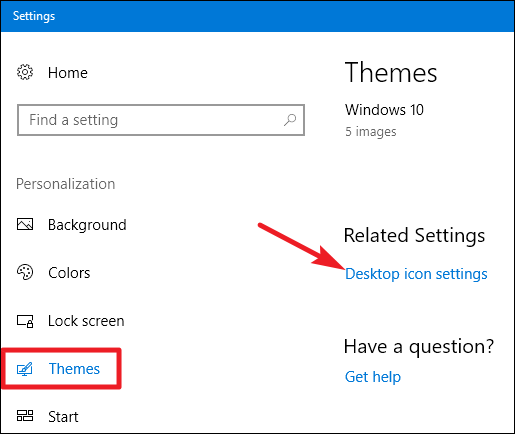 Settings
Home
Find a setting
Personalization
Background
Colors
Lock screen
Themes
Start
Themes
Windows 10
5 images
Related Settings
Desktop icon settings
Have a question?
Get help